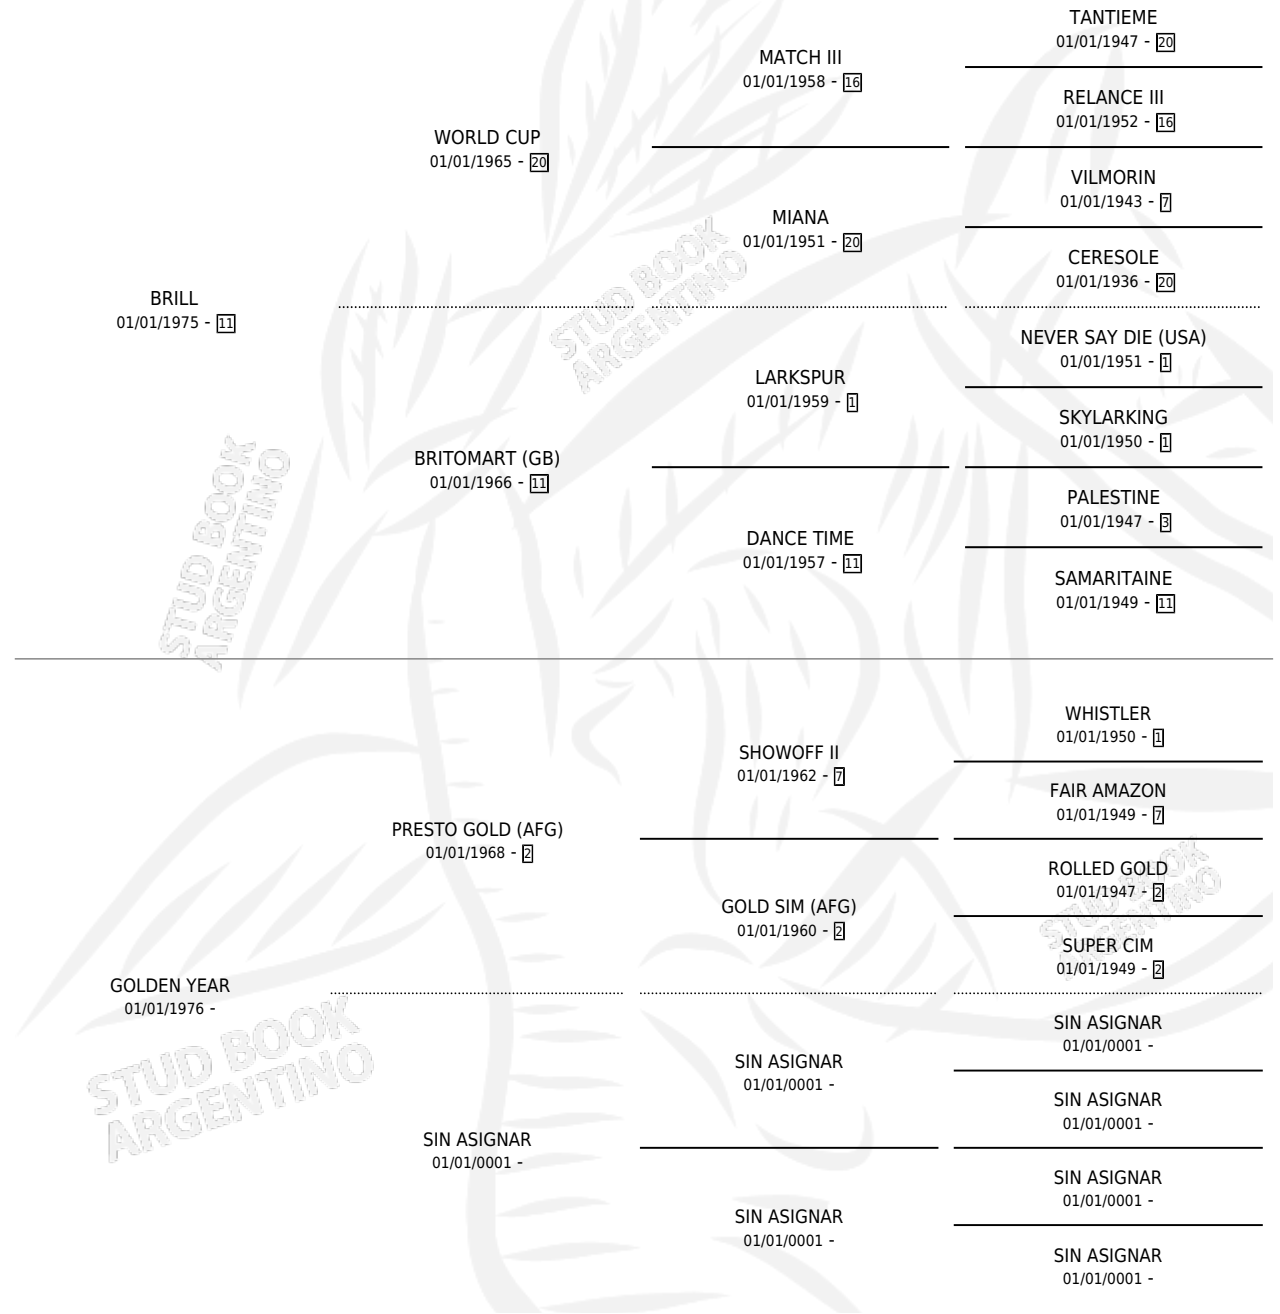 TANTIEME
01/01/1947 - 20
MATCH III
01/01/1958 - 16
RELANCE III
01/01/1952 - 16
WORLD CUP
01/01/1965 - 20
VILMORIN
01/01/1943 - 7
MIANA
01/01/1951 - 20
CERESOLE
01/01/1936 - 20
BRILL
01/01/1975 - 11
NEVER SAY DIE (USA)
01/01/1951 - 1
LARKSPUR
01/01/1959 - 1
SKYLARKING
01/01/1950 - 1
BRITOMART (GB)
01/01/1966 - 11
PALESTINE
01/01/1947 - 3
DANCE TIME
01/01/1957 - 11
SAMARITAINE
01/01/1949 - 11
WHISTLER
01/01/1950 - 1
SHOWOFF II
01/01/1962 - 7
FAIR AMAZON
01/01/1949 - 7
PRESTO GOLD (AFG)
01/01/1968 - 2
ROLLED GOLD
01/01/1947 - 2
GOLD SIM (AFG)
01/01/1960 - 2
SUPER CIM
01/01/1949 - 2
GOLDEN YEAR
01/01/1976 -
SIN ASIGNAR
01/01/0001 -
SIN ASIGNAR
01/01/0001 -
SIN ASIGNAR
01/01/0001 -
SIN ASIGNAR
01/01/0001 -
SIN ASIGNAR
01/01/0001 -
SIN ASIGNAR
01/01/0001 -
SIN ASIGNAR
01/01/0001 -
STUD BOOK
ARGENTINO
STUD BOOK
ARGENTINO
STUD BOOK
ARGENTINO
STUD BOOK
ARGENTINO